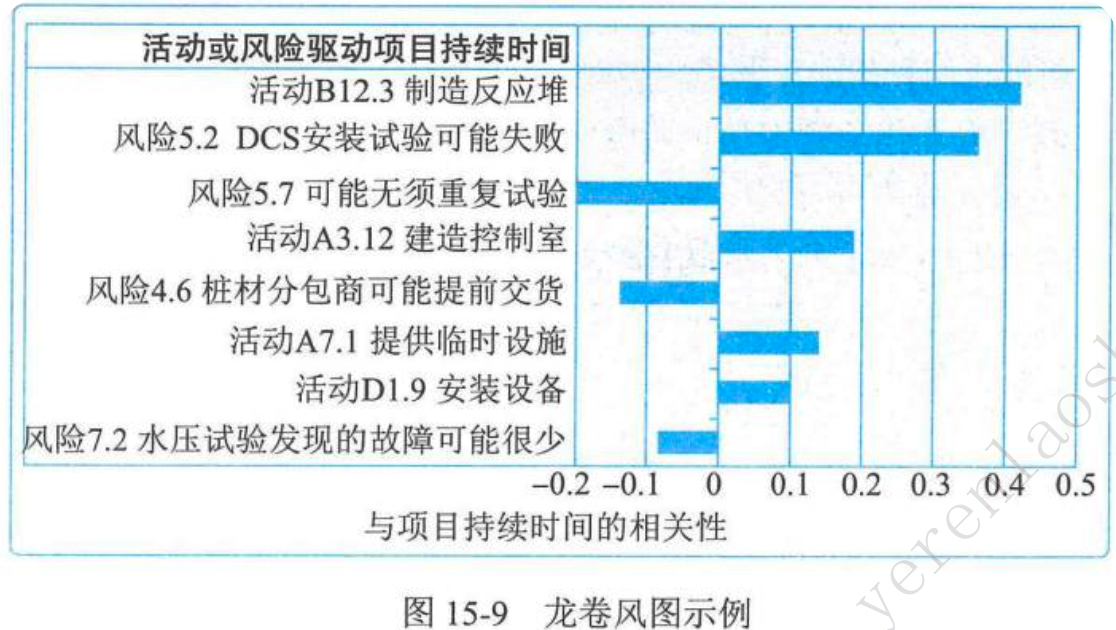 活动或风险驱动项目持续时间
活动B12.3 制造反应堆
风险5.2 DCS安装试验可能失败
风险5.7 可能无须重复试验
活动A3.12 建造控制室
风险4.6 桩材分包商可能提前交货
活动A7.1 提供临时设施
活动D1.9 安装设备
风险7.2 水压试验发现的故障可能很少
−0.2 −0.1 0 0.1 0.2 0.3 0.4 0.5
与项目持续时间的相关性
图 15-9 龙卷风图示例